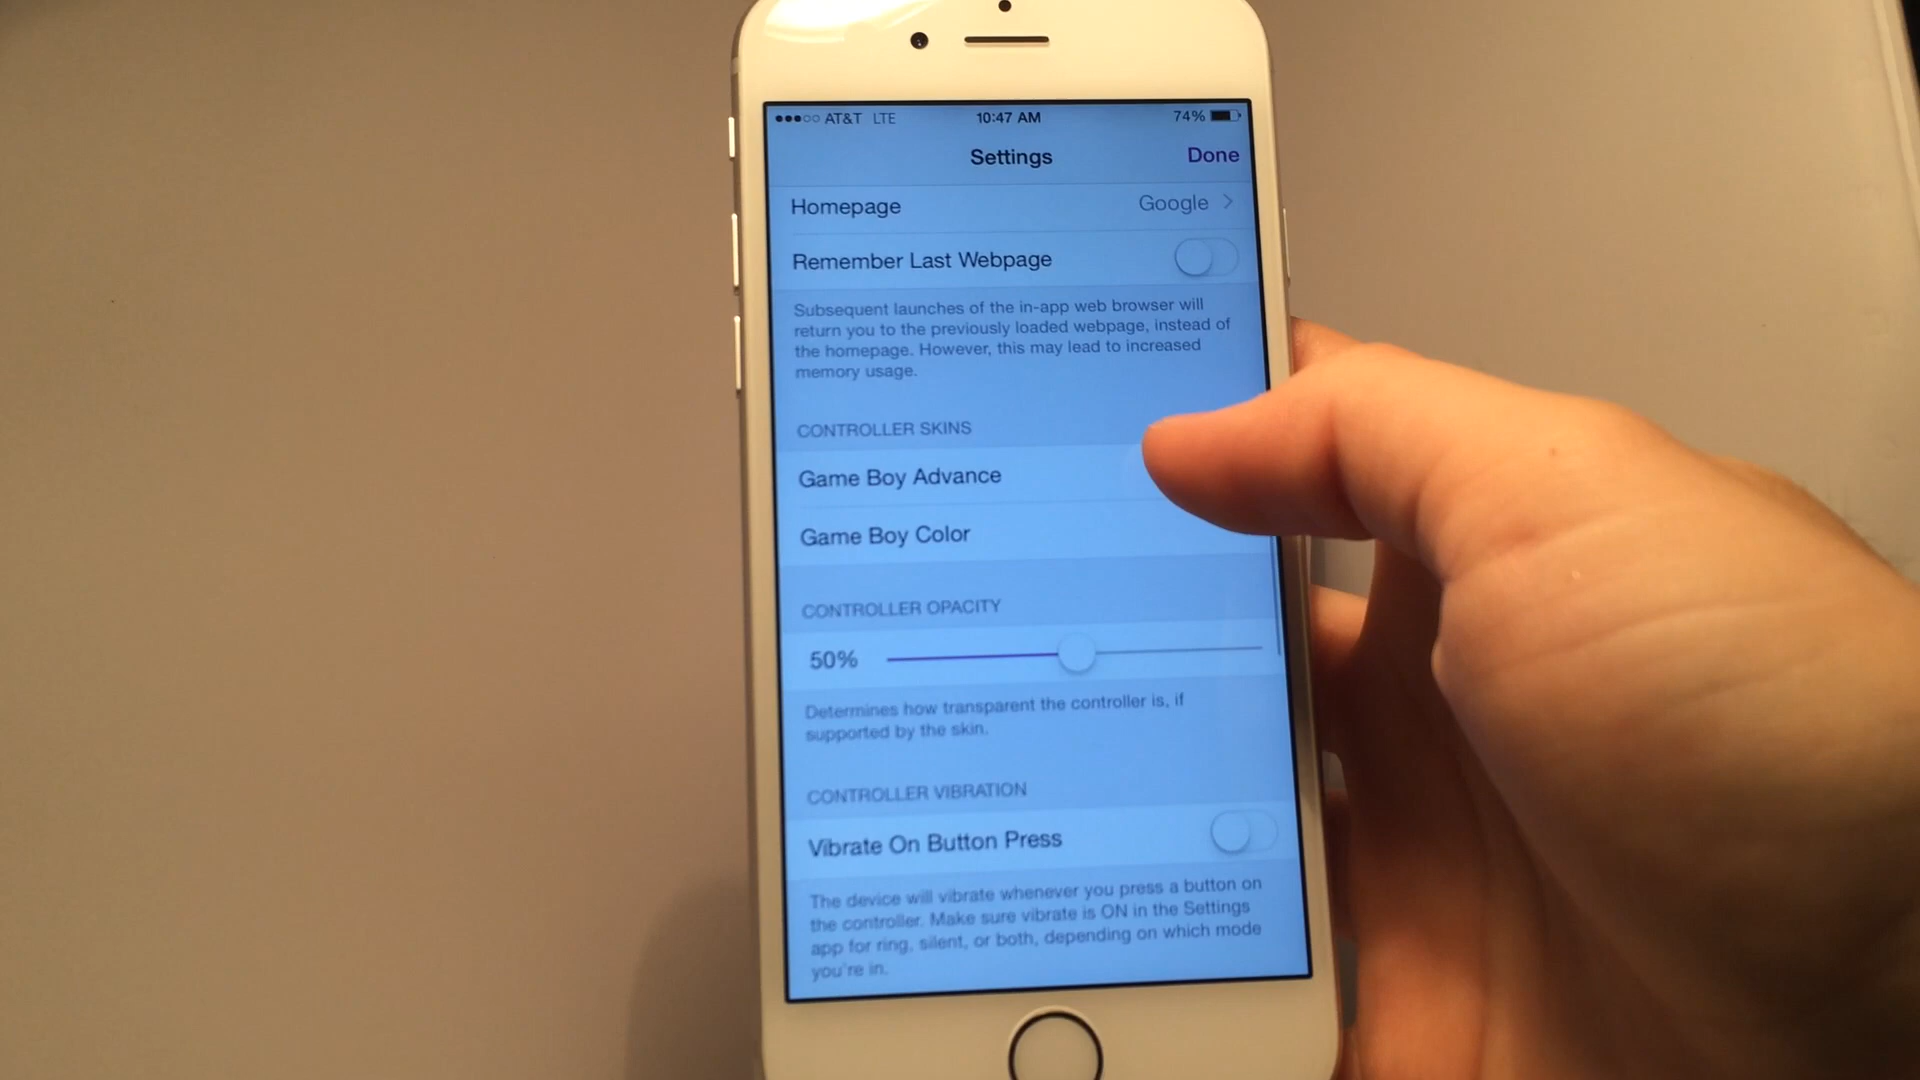 AT&T LTE 10:47 AM 74%
Settings Done
Homepage Google
Remember Last Webpage
Subsequent launches of the in-app web browser will
return you to the previously loaded webpage, instead of
the homepage. However, this may lead to increased
memory usage.
CONTROLLER SKINS
Game Boy Advance
Game Boy Color
CONTROLLER OPACITY
50%
Determines how transparent the controller is, if
supported by the skin.
CONTROLLER VIBRATION
Vibrate On Button Press
The device will vibrate whenever you press a button on
the controller. Make sure vibrate is ON in the Settings
app for ring, silent, or both, depending on which mode
you're in.